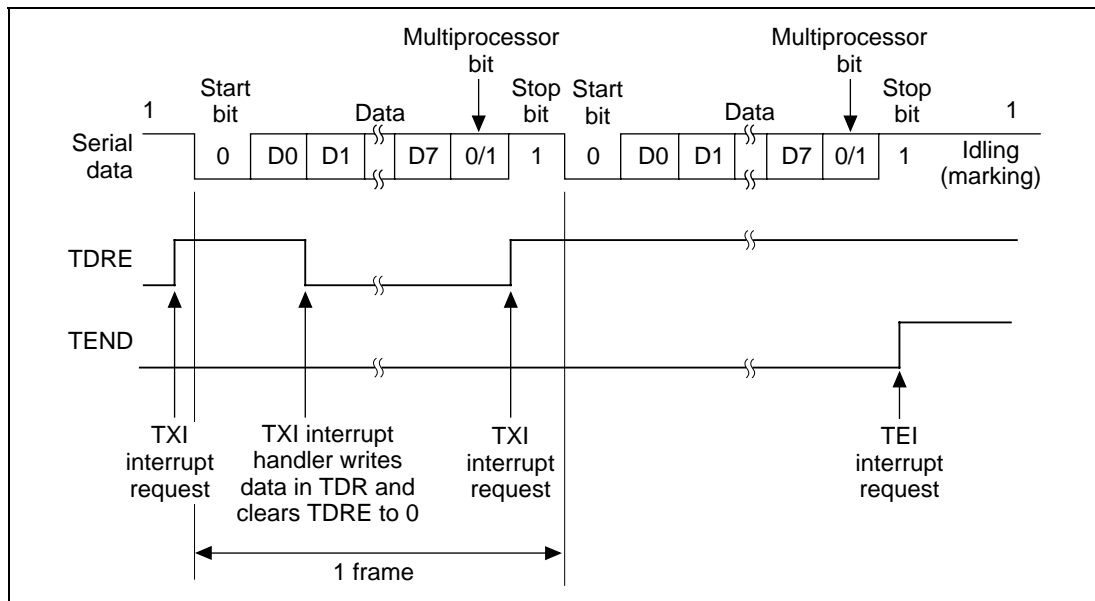 Multiprocessor bit
Multiprocessor bit
1
Start bit
Data
Stop bit
Start bit
Data
Stop bit
1
Serial data
0
D0
D1
D7
0/1
1
0
D0
D1
D7
0/1
1
Idling (marking)
TDRE
TEND
TXI interrupt request
TXI interrupt handler writes data in TDR and clears TDRE to 0
TXI interrupt request
TEI interrupt request
1 frame